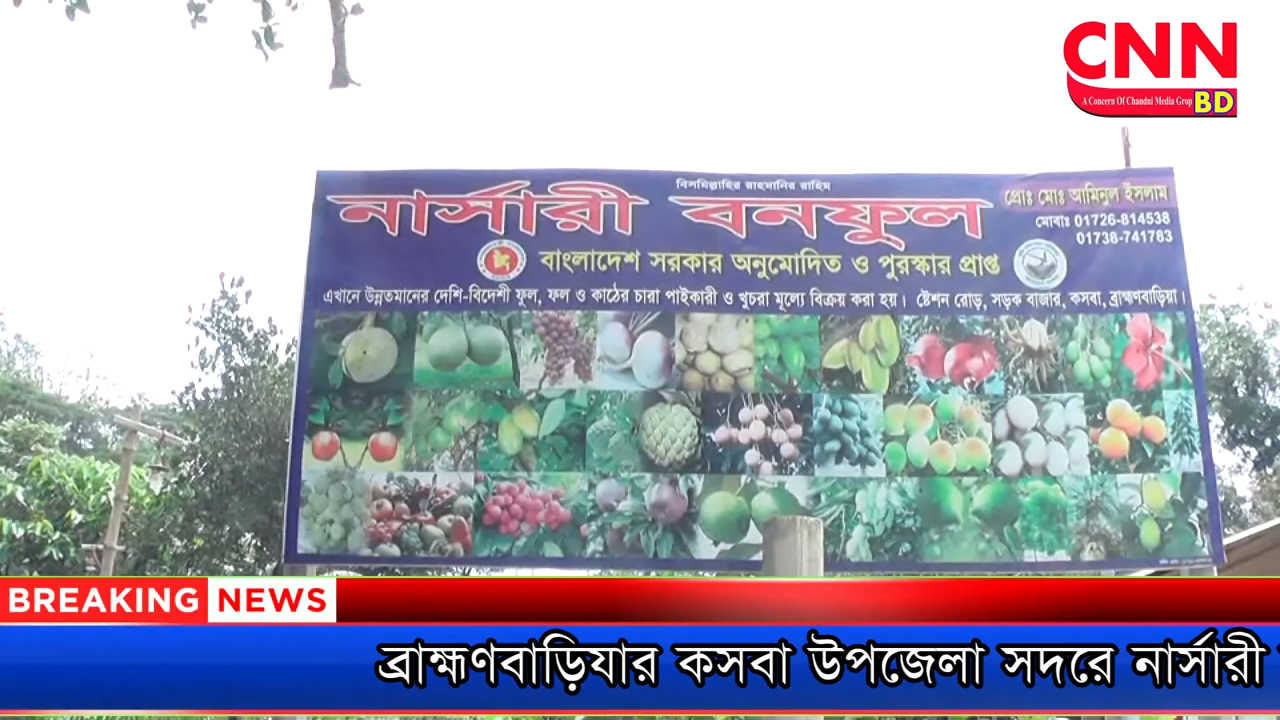 CNN
A Concern Of Chandni Media Grop BD
বিসমিল্লাহির রাহমানির রাহিম
নার্সারী বনফুল
প্রোঃ মোঃ আমিনুল ইসলাম
মোবাঃ 01726-814538
01738-741783
বাংলাদেশ সরকার অনুমোদিত ও পুরস্কার প্রাপ্ত
এখানে উন্নতমানের দেশি-বিদেশী ফুল, ফল ও কাঠের চারা পাইকারী ও খুচরা মূল্যে বিক্রয় করা হয়। ষ্টেশন রোড়, সড়ক বাজার, কসবা, ব্রাহ্মণবাড়িয়া।
BREAKING NEWS
ব্রাহ্মণবাড়িযার কসবা উপজেলা সদরে নার্সারী